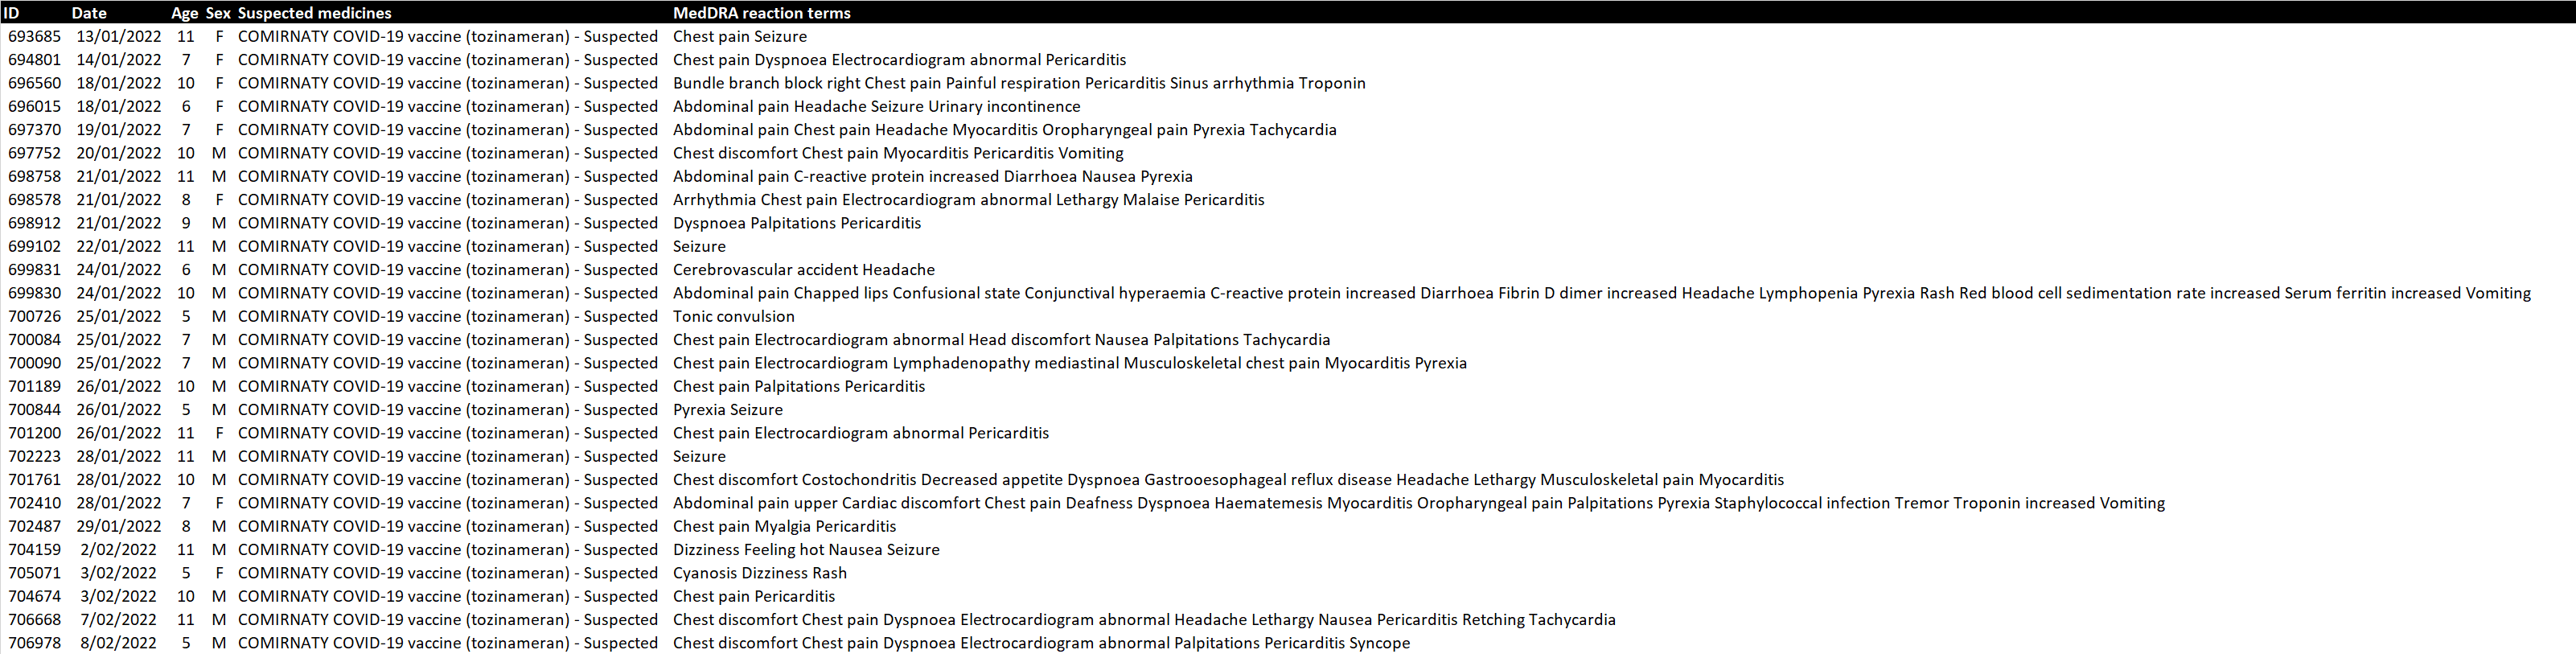 ID Date Age Sex Suspected medicines MedDRA reaction terms
693685 13/01/2022 11 F COMIRNATY COVID-19 vaccine (tozinameran) - Suspected Chest pain Seizure
694801 14/01/2022 7 F COMIRNATY COVID-19 vaccine (tozinameran) - Suspected Chest pain Dyspnoea Electrocardiogram abnormal Pericarditis
696560 18/01/2022 10 F COMIRNATY COVID-19 vaccine (tozinameran) - Suspected Bundle branch block right Chest pain Painful respiration Pericarditis Sinus arrhythmia Troponin
696015 18/01/2022 6 F COMIRNATY COVID-19 vaccine (tozinameran) - Suspected Abdominal pain Headache Seizure Urinary incontinence
697370 19/01/2022 7 F COMIRNATY COVID-19 vaccine (tozinameran) - Suspected Abdominal pain Chest pain Headache Myocarditis Oropharyngeal pain Pyrexia Tachycardia
697752 20/01/2022 10 M COMIRNATY COVID-19 vaccine (tozinameran) - Suspected Chest discomfort Chest pain Myocarditis Pericarditis Vomiting
698758 21/01/2022 11 M COMIRNATY COVID-19 vaccine (tozinameran) - Suspected Abdominal pain C-reactive protein increased Diarrhoea Nausea Pyrexia
698578 21/01/2022 8 F COMIRNATY COVID-19 vaccine (tozinameran) - Suspected Arrhythmia Chest pain Electrocardiogram abnormal Lethargy Malaise Pericarditis
698912 21/01/2022 9 M COMIRNATY COVID-19 vaccine (tozinameran) - Suspected Dyspnoea Palpitations Pericarditis
699102 22/01/2022 11 M COMIRNATY COVID-19 vaccine (tozinameran) - Suspected Seizure
699831 24/01/2022 6 M COMIRNATY COVID-19 vaccine (tozinameran) - Suspected Cerebrovascular accident Headache
699830 24/01/2022 10 M COMIRNATY COVID-19 vaccine (tozinameran) - Suspected Abdominal pain Chapped lips Confusional state Conjunctival hyperaemia C-reactive protein increased Diarrhoea Fibrin D dimer increased Headache Lymphopenia Pyrexia Rash Red blood cell sedimentation rate increased Serum ferritin increased Vomiting
700726 25/01/2022 5 M COMIRNATY COVID-19 vaccine (tozinameran) - Suspected Tonic convulsion
700084 25/01/2022 7 M COMIRNATY COVID-19 vaccine (tozinameran) - Suspected Chest pain Electrocardiogram abnormal Head discomfort Nausea Palpitations Tachycardia
700090 25/01/2022 7 M COMIRNATY COVID-19 vaccine (tozinameran) - Suspected Chest pain Electrocardiogram Lymphadenopathy mediastinal Musculoskeletal chest pain Myocarditis Pyrexia
701189 26/01/2022 10 M COMIRNATY COVID-19 vaccine (tozinameran) - Suspected Chest pain Palpitations Pericarditis
700844 26/01/2022 5 M COMIRNATY COVID-19 vaccine (tozinameran) - Suspected Pyrexia Seizure
701200 26/01/2022 11 F COMIRNATY COVID-19 vaccine (tozinameran) - Suspected Chest pain Electrocardiogram abnormal Pericarditis
702223 28/01/2022 11 M COMIRNATY COVID-19 vaccine (tozinameran) - Suspected Seizure
701761 28/01/2022 10 M COMIRNATY COVID-19 vaccine (tozinameran) - Suspected Chest discomfort Costochondritis Decreased appetite Dyspnoea Gastrooesophageal reflux disease Headache Lethargy Musculoskeletal pain Myocarditis
702410 28/01/2022 7 F COMIRNATY COVID-19 vaccine (tozinameran) - Suspected Abdominal pain upper Cardiac discomfort Chest pain Deafness Dyspnoea Haematemesis Myocarditis Oropharyngeal pain Palpitations Pyrexia Staphylococcal infection Tremor Troponin increased Vomiting
702487 29/01/2022 8 M COMIRNATY COVID-19 vaccine (tozinameran) - Suspected Chest pain Myalgia Pericarditis
704159 2/02/2022 11 M COMIRNATY COVID-19 vaccine (tozinameran) - Suspected Dizziness Feeling hot Nausea Seizure
705071 3/02/2022 5 F COMIRNATY COVID-19 vaccine (tozinameran) - Suspected Cyanosis Dizziness Rash
704674 3/02/2022 10 M COMIRNATY COVID-19 vaccine (tozinameran) - Suspected Chest pain Pericarditis
706668 7/02/2022 11 M COMIRNATY COVID-19 vaccine (tozinameran) - Suspected Chest discomfort Chest pain Dyspnoea Electrocardiogram abnormal Headache Lethargy Nausea Pericarditis Retching Tachycardia
706978 8/02/2022 5 M COMIRNATY COVID-19 vaccine (tozinameran) - Suspected Chest discomfort Chest pain Dyspnoea Electrocardiogram abnormal Palpitations Pericarditis Syncope